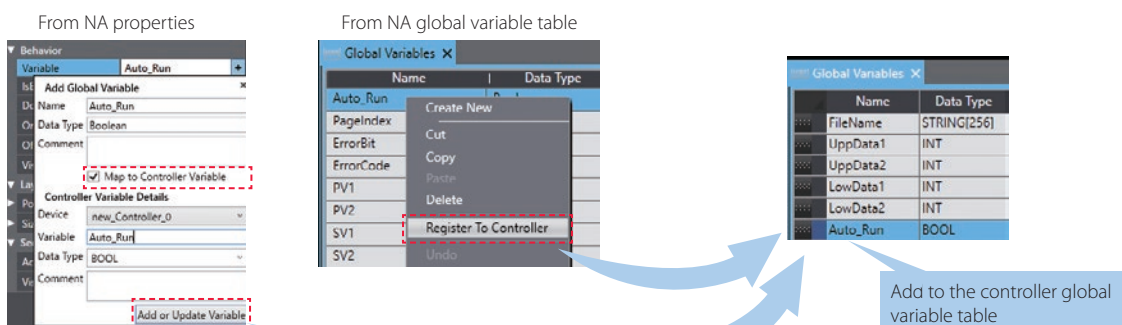 From NA properties
Behavior
Variable Auto_Run +
Add Global Variable ×
Name Auto_Run
Data Type Boolean
Comment
Map to Controller Variable
Controller Variable Details
Device new_Controller_0
Variable Auto_Run
Data Type BOOL
Comment
Add or Update Variable
From NA global variable table
Global Variables X
Name Data Type
Auto_Run
PageIndex
ErrorBit
ErrorCode
PV1
PV2
SV1
SV2
Create New
Cut
Copy
Paste
Delete
Register To Controller
Undo
Global Variables X
Name Data Type
FileName STRING[256]
UppData1 INT
UppData2 INT
LowData1 INT
LowData2 INT
Auto_Run BOOL
Add to the controller global
variable table